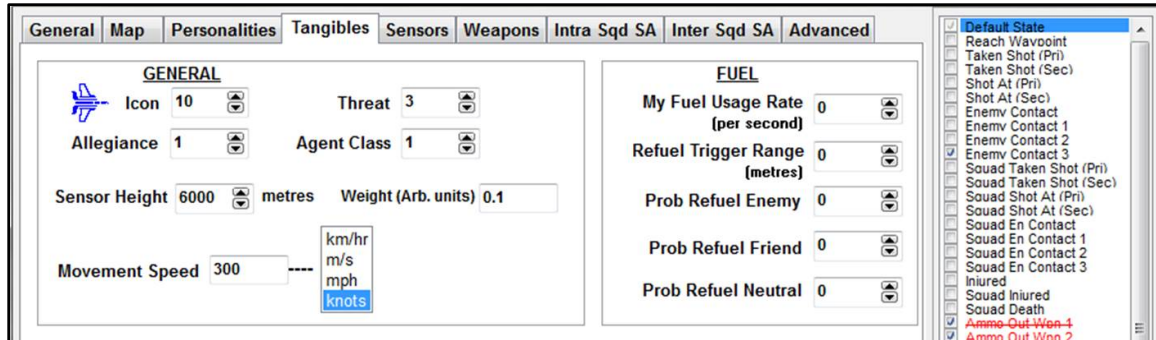 General Map Personalities Tangibles Sensors Weapons Intra Sqd SA Inter Sqd SA Advanced
GENERAL
Icon 10 Threat 3
Allegiance 1 Agent Class 1
Sensor Height 6000 metres Weight (Arb. units) 0.1
Movement Speed 300 ----
km/hr
m/s
mph
knots
FUEL
My Fuel Usage Rate 0
(per second)
Refuel Trigger Range 0
(metres)
Prob Refuel Enemy 0
Prob Refuel Friend 0
Prob Refuel Neutral 0
Default State
Reach Waypoint
Taken Shot (Pri)
Taken Shot (Sec)
Shot At (Pri)
Shot At (Sec)
Enemy Contact
Enemy Contact 1
Enemy Contact 2
Enemy Contact 3
Squad Taken Shot (Pri)
Squad Taken Shot (Sec)
Squad Shot At (Pri)
Squad Shot At (Sec)
Squad En Contact
Squad En Contact 1
Squad En Contact 2
Squad En Contact 3
Injured
Squad Injured
Squad Death
Ammo Out Wpn 1
Ammo Out Wpn 2